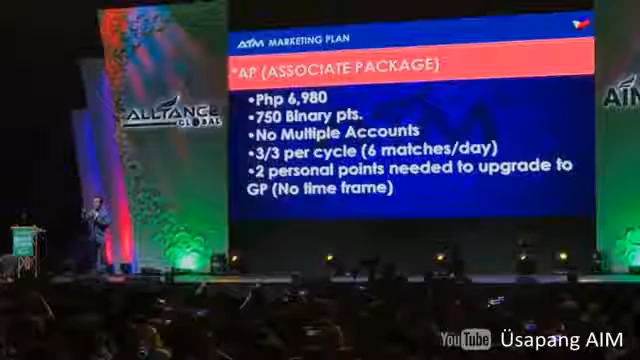 AIM MARKETING PLAN
*AP (ASSOCIATE PACKAGE)
•Php 6,980
•750 Binary pts.
•No Multiple Accounts
•3/3 per cycle (6 matches/day)
•2 personal points needed to upgrade to
GP (No time frame)
ALLIANCE
GLOBAL
AIM
YouTube Üsapang AIM